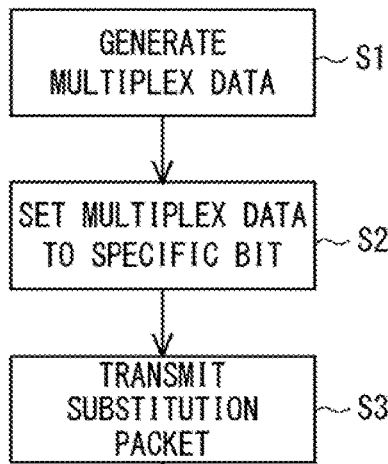 GENERATE
MULTIPLEX DATA
S1
SET MULTIPLEX DATA
TO SPECIFIC BIT
S2
TRANSMIT
SUBSTITUTION
PACKET
S3